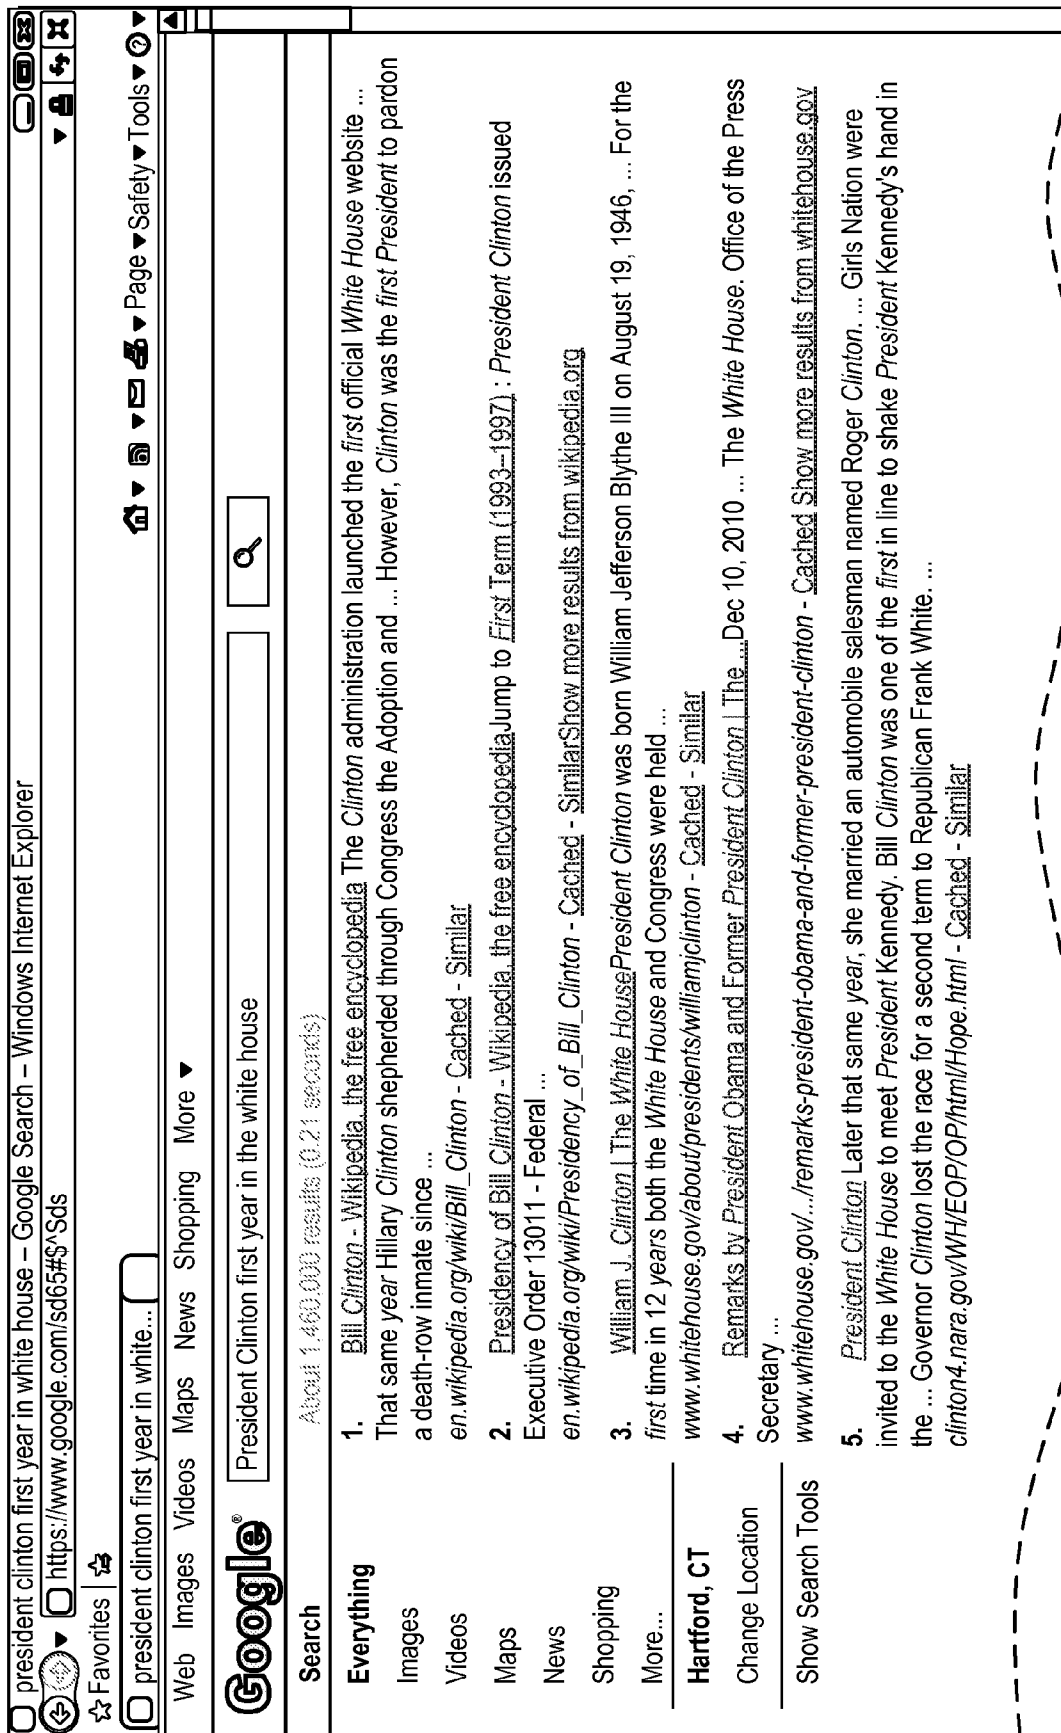 president clinton first year in white house – Google Search – Windows Internet Explorer
https://www.google.com/sd65#$^Sds
Favorites
president clinton first year in white...
Page Safety Tools
Web Images Videos Maps News Shopping More
Google®
President Clinton first year in the white house
Search
About 1,460,000 results (0.21 seconds)
Everything
Images
Videos
Maps
News
Shopping
More...
Hartford, CT
Change Location
Show Search Tools
1. Bill Clinton - Wikipedia, the free encyclopedia The Clinton administration launched the first official White House website ...
That same year Hillary Clinton shepherded through Congress the Adoption and ... However, Clinton was the first President to pardon
a death-row inmate since ...
en.wikipedia.org/wiki/Bill_Clinton - Cached - Similar
2. Presidency of Bill Clinton - Wikipedia, the free encyclopediaJump to First Term (1993–1997) : President Clinton issued
Executive Order 13011 - Federal ...
en.wikipedia.org/wiki/Presidency_of_Bill_Clinton - Cached - SimilarShow more results from wikipedia.org
3. William J. Clinton | The White HousePresident Clinton was born William Jefferson Blythe III on August 19, 1946, ... For the
first time in 12 years both the White House and Congress were held ...
www.whitehouse.gov/about/presidents/williamjclinton - Cached - Similar
4. Remarks by President Obama and Former President Clinton | The ...Dec 10, 2010 ... The White House. Office of the Press
Secretary ...
www.whitehouse.gov/.../remarks-president-obama-and-former-president-clinton - Cached Show more results from whitehouse.gov
5. President Clinton Later that same year, she married an automobile salesman named Roger Clinton. ... Girls Nation were
invited to the White House to meet President Kennedy. Bill Clinton was one of the first in line to shake President Kennedy's hand in
the ... Governor Clinton lost the race for a second term to Republican Frank White. ...
clinton4.nara.gov/WH/EOP/OP/html/Hope.html - Cached - Similar